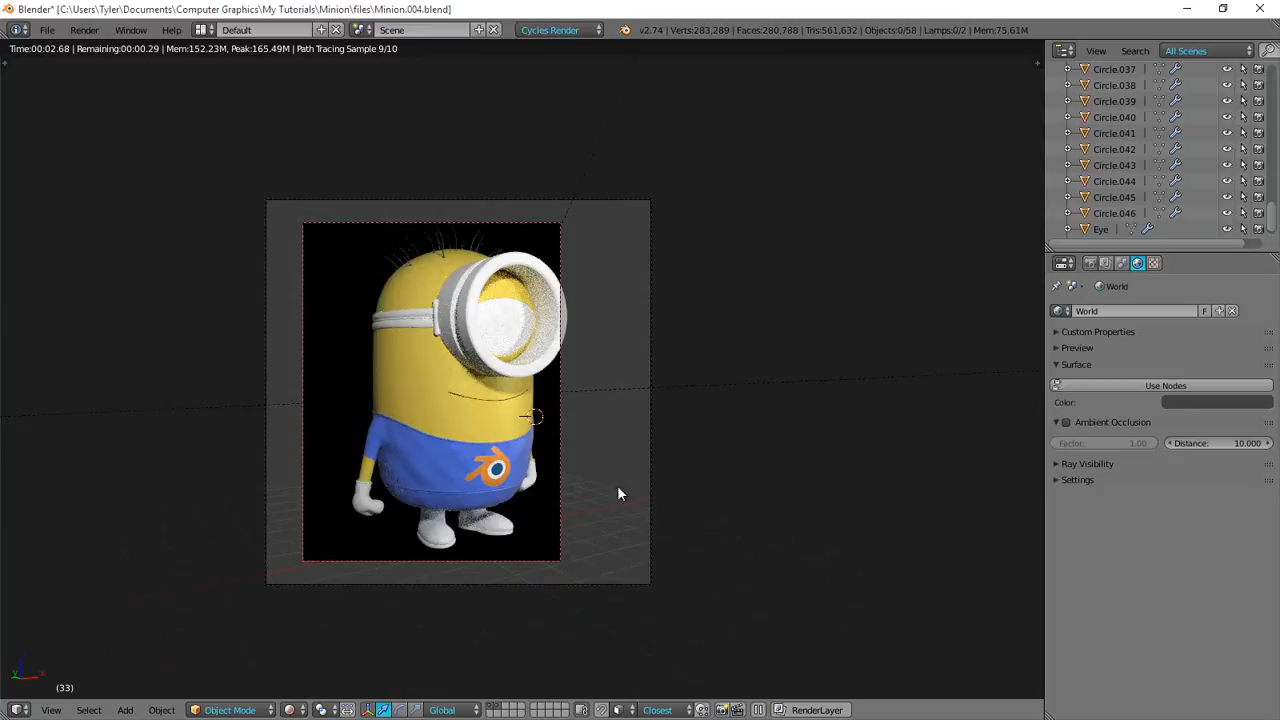 Blender* [C:\Users\Tyler\Documents\Computer Graphics\My Tutorials\Minion\files\Minion.004.blend]
File Render Window Help Default Scene Cycles Render v2.74 | Verts:283,289 | Faces:280,788 | Tris:561,632 | Objects:0/58 | Lamps:0/2 | Mem:75.61M
Time:00:02.68 | Remaining:00:00.29 | Mem:152.23M, Peak:165.49M | Path Tracing Sample 9/10
View Search All Scenes
Circle.037
Circle.038
Circle.039
Circle.040
Circle.041
Circle.042
Circle.043
Circle.044
Circle.045
Circle.046
Eye
World
World F
Custom Properties
Preview
Surface
Use Nodes
Color:
Ambient Occlusion
Factor: 1.00 Distance: 10.000
Ray Visibility
Settings
y x
(33)
View Select Add Object Object Mode Global Closest RenderLayer